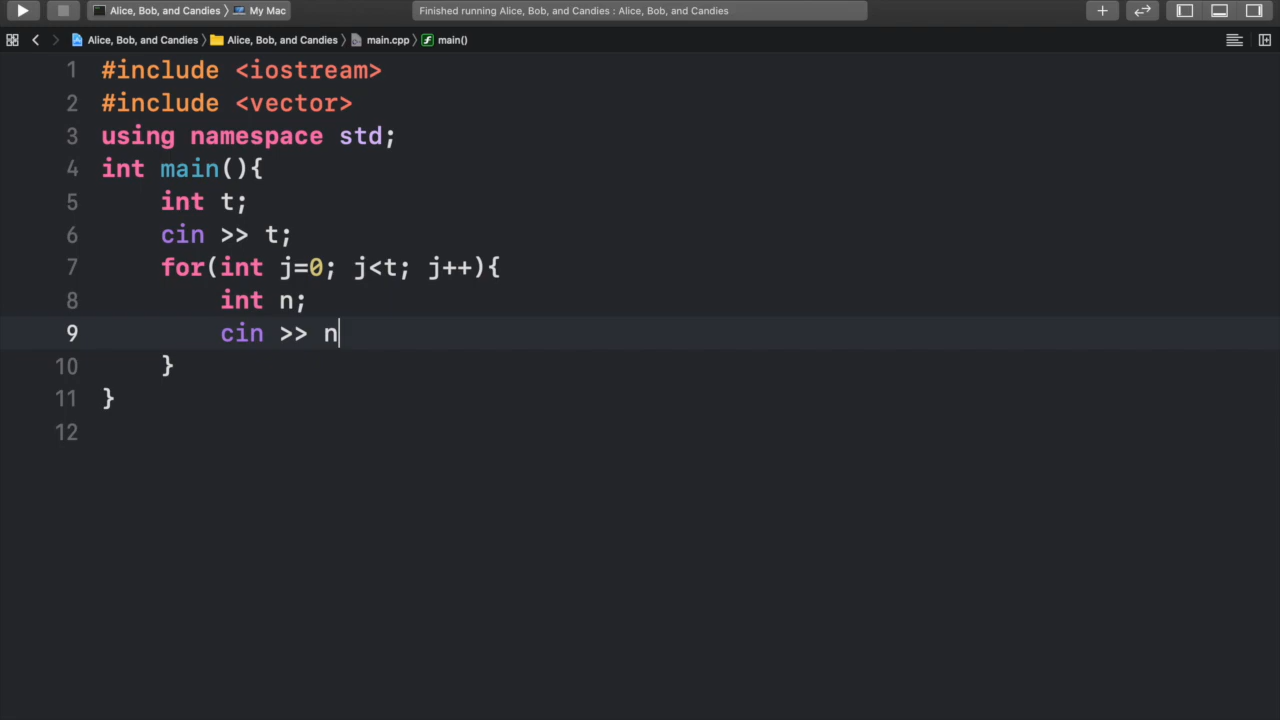 Alice, Bob, and Candies 〉 My Mac
Finished running Alice, Bob, and Candies : Alice, Bob, and Candies
Alice, Bob, and Candies 〉 Alice, Bob, and Candies 〉 main.cpp 〉 main()
1 #include <iostream>
2 #include <vector>
3 using namespace std;
4 int main(){
5 int t;
6 cin >> t;
7 for(int j=0; j<t; j++){
8 int n;
9 cin >> n
10 }
11 }
12